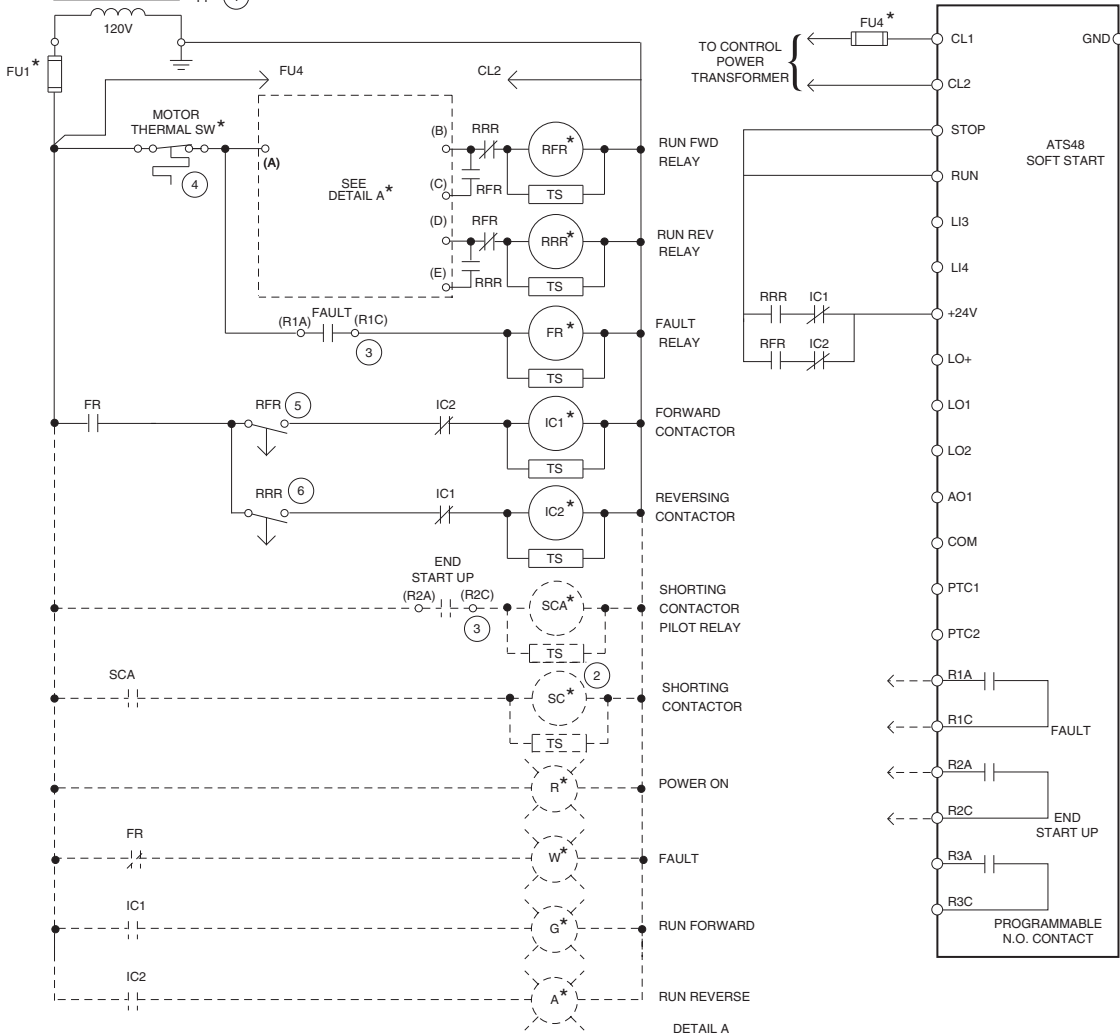 120V
FU1*
FU4
CL2
MOTOR
THERMAL SW*
4
(A)
SEE
DETAIL A*
(B)
RRR
RFR*
TS
RUN FWD
RELAY
(C)
RFR
(D)
RFR
RRR*
TS
RUN REV
RELAY
(E)
RRR
FAULT
(R1A)
(R1C)
3
FR*
TS
FAULT
RELAY
FR
RFR
5
IC2
IC1*
TS
FORWARD
CONTACTOR
RRR
6
IC1
IC2*
TS
REVERSING
CONTACTOR
END
START UP
(R2A)
(R2C)
3
SCA*
TS
SHORTING
CONTACTOR
PILOT RELAY
SCA
2
SC*
TS
SHORTING
CONTACTOR
R*
POWER ON
FR
W*
FAULT
IC1
G*
RUN FORWARD
IC2
A*
RUN REVERSE
DETAIL A
TO CONTROL
POWER
TRANSFORMER
FU4*
CL1
GND
CL2
STOP
ATS48
SOFT START
RUN
LI3
LI4
RRR
IC1
+24V
RFR
IC2
LO+
LO1
LO2
AO1
COM
PTC1
PTC2
R1A
R1C
FAULT
R2A
R2C
END
START UP
R3A
R3C
PROGRAMMABLE
N.O. CONTACT